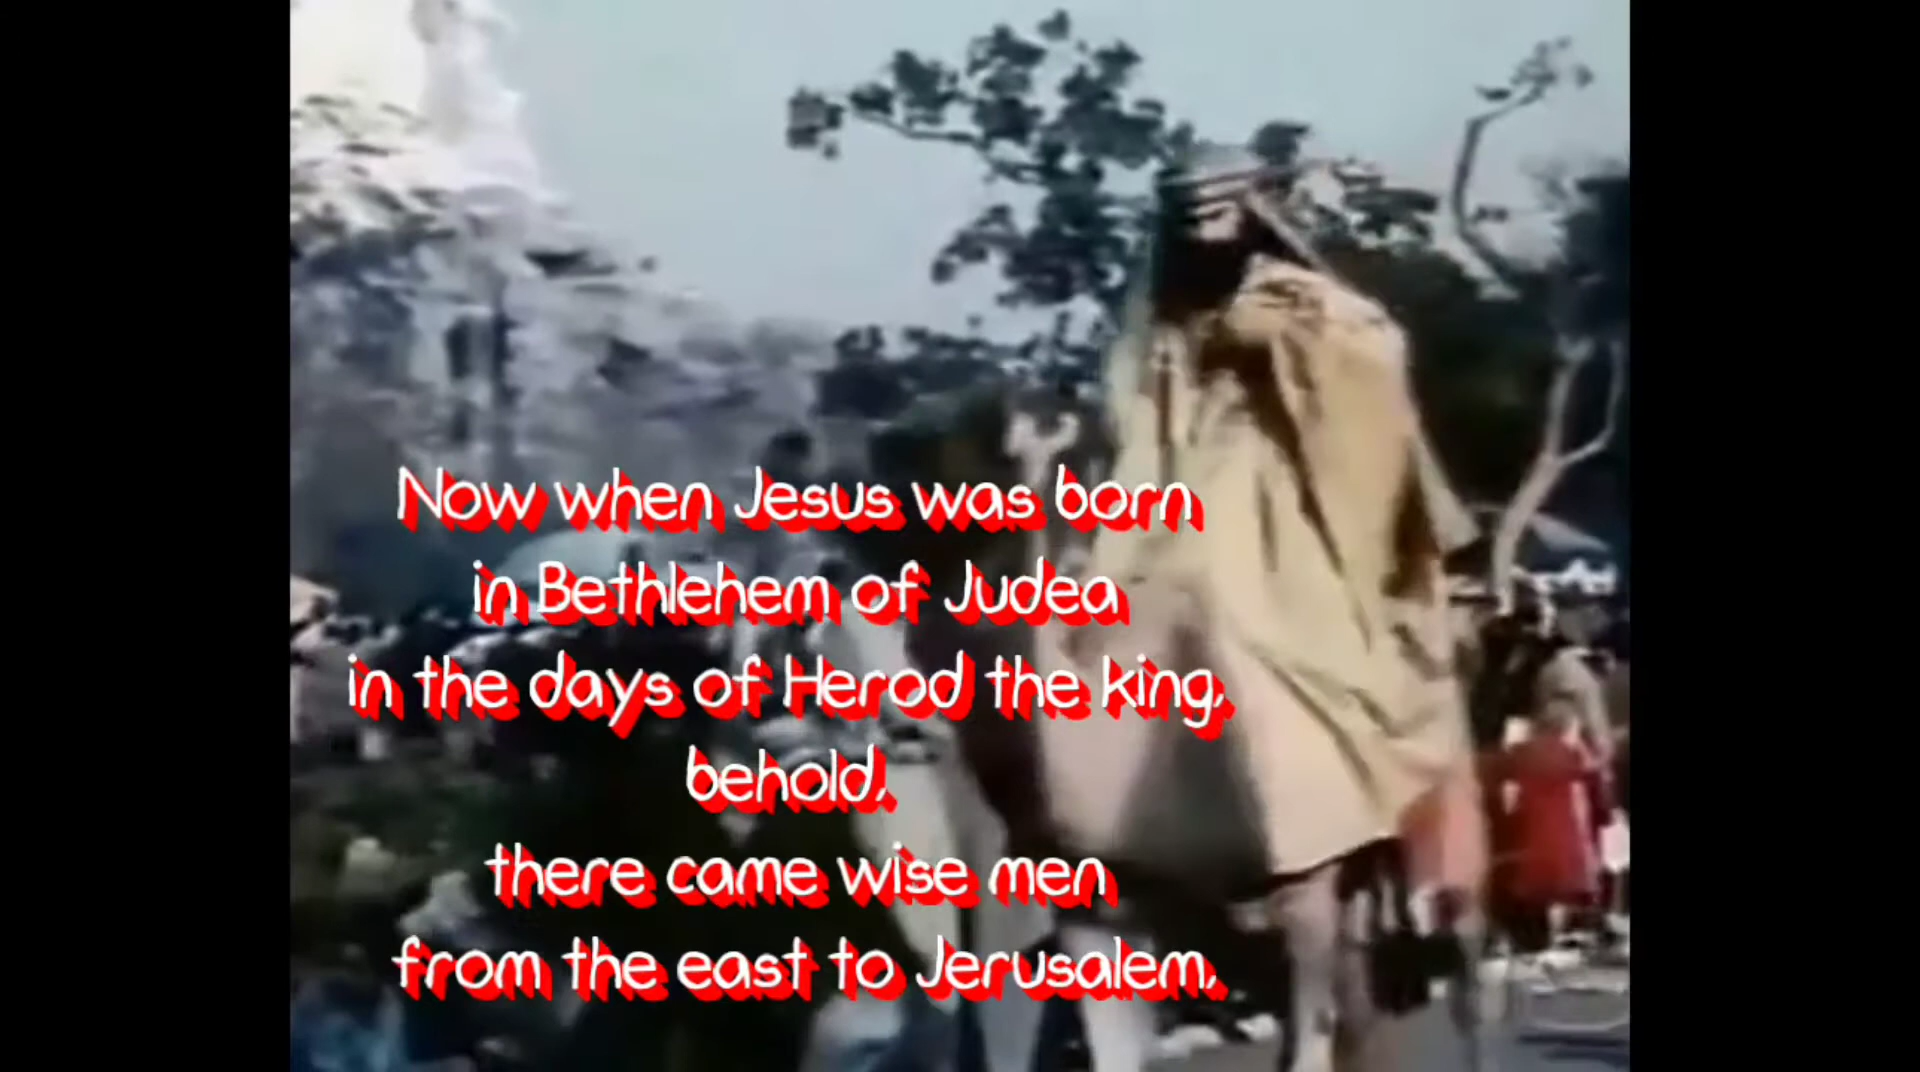 Now when Jesus was born
in Bethlehem of Judea
in the days of Herod the king,
behold,
there came wise men
from the east to Jerusalem,